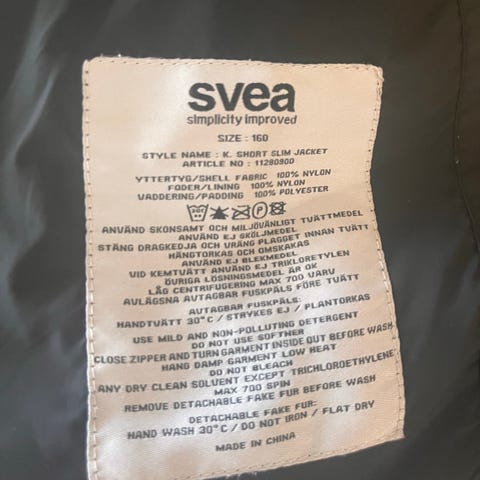 svea
simplicity improved
SIZE : 160
STYLE NAME : K. SHORT SLIM JACKET
ARTICLE NO : 11280900
YTTERTYG/SHELL FABRIC 100% NYLON
FODER/LINING 100% NYLON
VADDERING/PADDING 100% POLYESTER
ANVÄND SKONSAMT OCH MILJÖVÄNLIGT TVÄTTMEDEL
ANVÄND EJ SKÖLJMEDEL
STÄNG DRAGKEDJA OCH VRÄNG PLAGGET INNAN TVÄTT
HÄNGTORKAS OCH OMSKAKAS
ANVÄND EJ BLEKMEDEL
VID KEMTVÄTT ANVÄND EJ TRIKLORETYLEN
ÖVRIGA LÖSNINGSMEDEL ÄR OK
LÅG CENTRIFUGERING MAX 700 VARV
AVLÄGSNA AVTAGBAR FUSKPÄLS FÖRE TVÄTT
AVTAGBAR FUSKPÄLS:
HANDTVÄTT 30°C / STRYKES EJ / PLANTORKAS
USE MILD AND NON-POLLUTING DETERGENT
DO NOT USE SOFTNER
CLOSE ZIPPER AND TURN GARMENT INSIDE OUT BEFORE WASH
HANG DAMP GARMENT LOW HEAT
DO NOT BLEACH
ANY DRY CLEAN SOLVENT EXCEPT TRICHLOROETHYLENE
MAX 700 SPIN
REMOVE DETACHABLE FAKE FUR BEFORE WASH
DETACHABLE FAKE FUR:
HAND WASH 30°C / DO NOT IRON / FLAT DRY
MADE IN CHINA